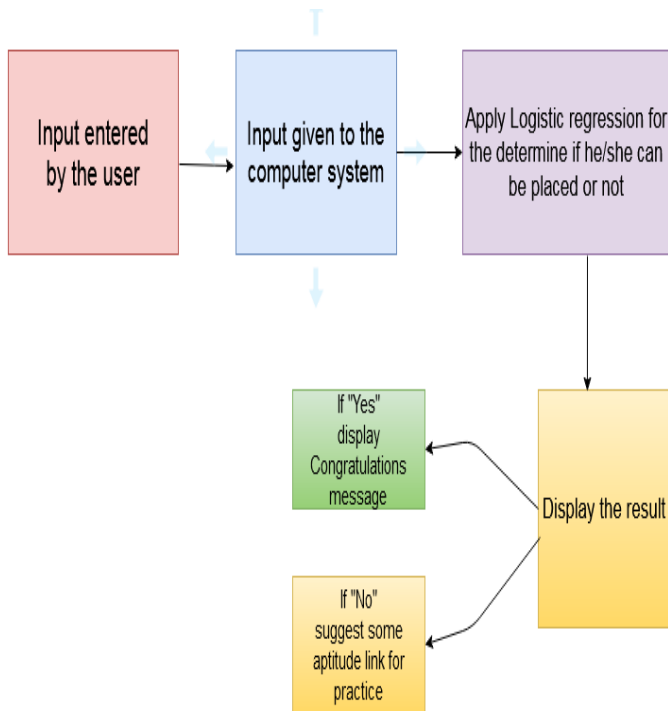 Input entered
by the user
Input given to the
computer system
Apply Logistic regression for
the determine if he/she can
be placed or not
If "Yes"
display
Congratulations
message
Display the result
If "No"
suggest some
aptitude link for
practice